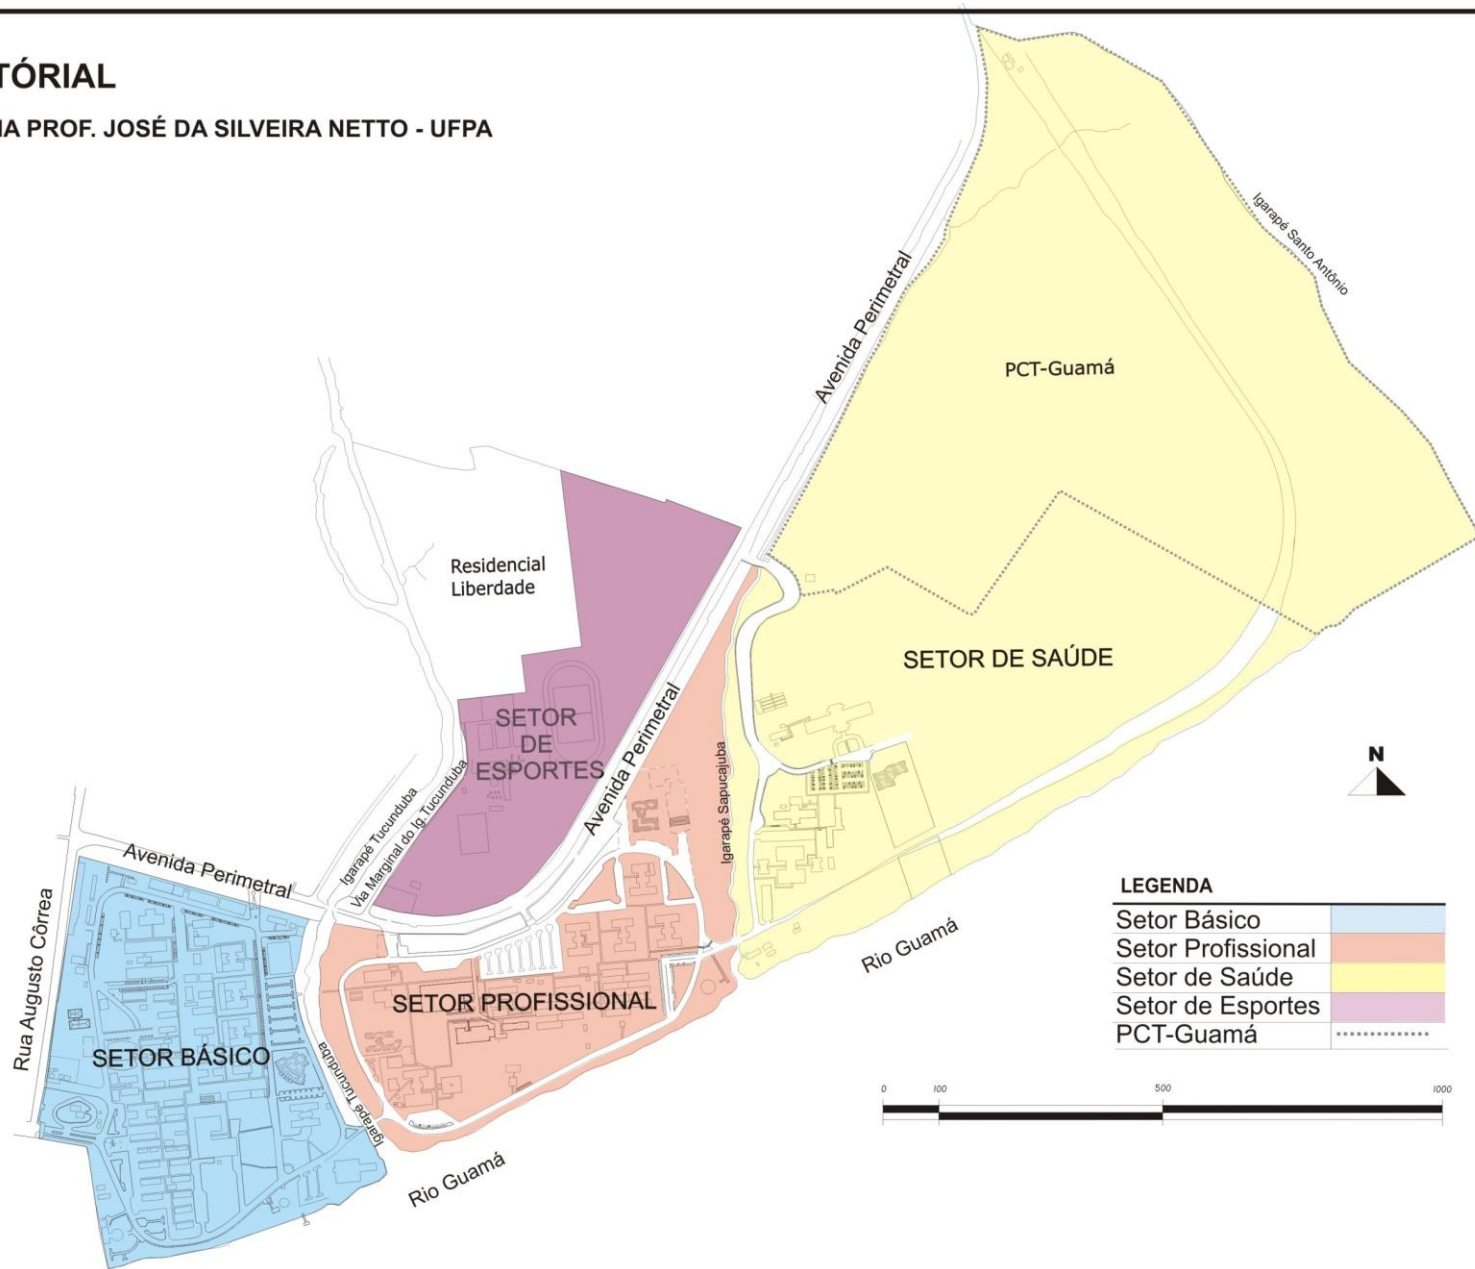 TÓRIAL
IA PROF. JOSÉ DA SILVEIRA NETTO - UFPA
Igarapé Santo Antônio
Avenida Perimetral
PCT-Guamá
Residencial
Liberdade
SETOR DE SAÚDE
SETOR
DE
ESPORTES
Avenida Perimetral
Igarapé Sapucajuba
N
Igarapé Tucunduba
Via Marginal do Ig. Tucunduba
Avenida Perimetral
Rua Augusto Côrrea
SETOR PROFISSIONAL
SETOR BÁSICO
Igarapé Tucunduba
Rio Guamá
Rio Guamá
LEGENDA
Setor Básico
Setor Profissional
Setor de Saúde
Setor de Esportes
PCT-Guamá
0 100 500 1000